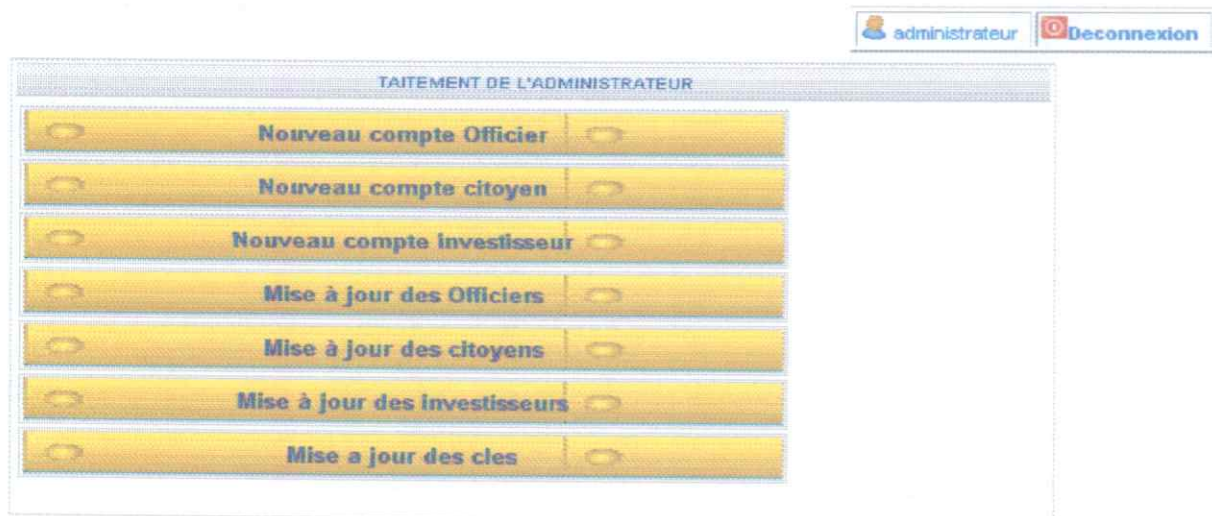 administrateur Deconnexion
TAITEMENT DE L'ADMINISTRATEUR
Nouveau compte Officier
Nouveau compte citoyen
Nouveau compte investisseur
Mise à jour des Officiers
Mise à jour des citoyens
Mise à jour des investisseurs
Mise a jour des cles